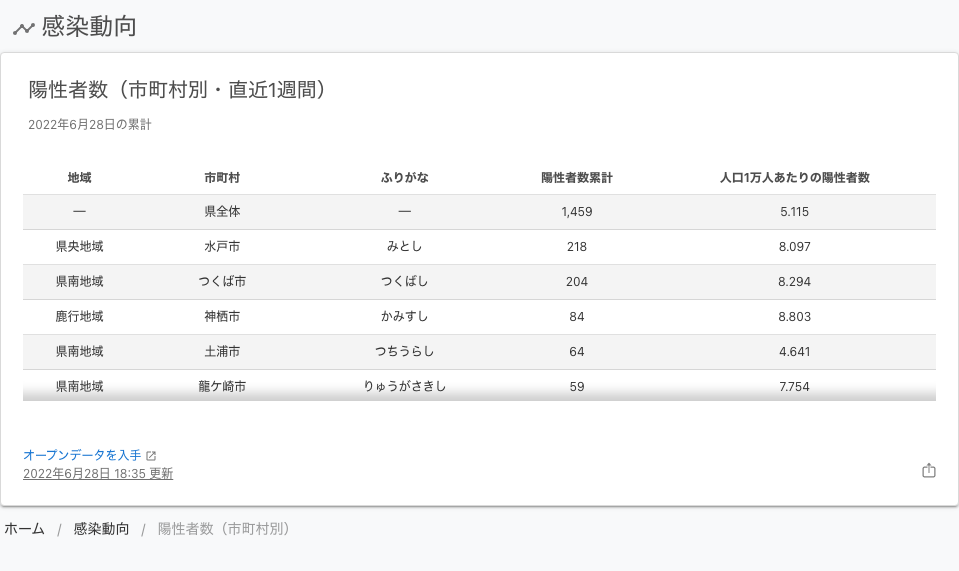 感染動向
陽性者数（市町村別・直近1週間）
2022年6月28日の累計
地域 市町村 ふりがな 陽性者数累計 人口1万人あたりの陽性者数
— 県全体 — 1,459 5.115
県央地域 水戸市 みとし 218 8.097
県南地域 つくば市 つくばし 204 8.294
鹿行地域 神栖市 かみすし 84 8.803
県南地域 土浦市 つちうらし 64 4.641
県南地域 龍ケ崎市 りゅうがさきし 59 7.754
オープンデータを入手
2022年6月28日 18:35 更新
ホーム / 感染動向 / 陽性者数（市町村別）